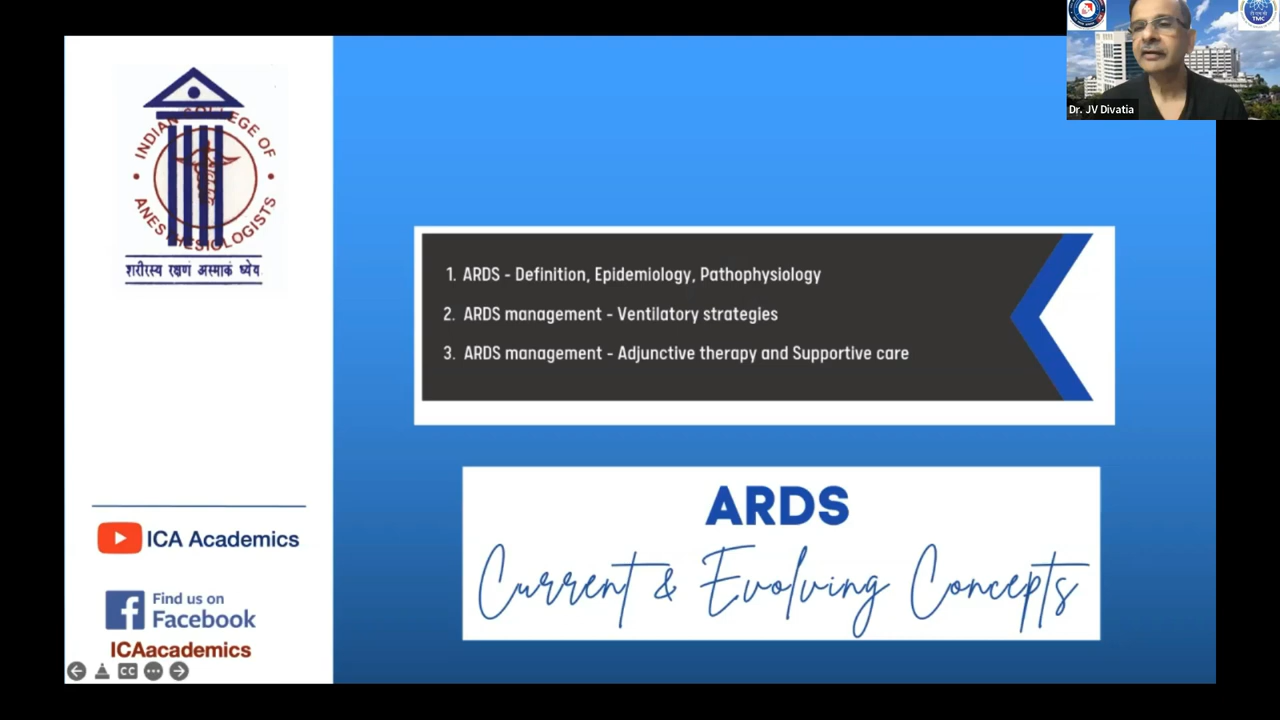 INDIAN COLLEGE OF
ANESTHESIOLOGISTS
शरीरस्य रक्षणं अस्माकं ध्येय
ICA Academics
Find us on
Facebook
ICAacademics
CC
1. ARDS - Definition, Epidemiology, Pathophysiology
2. ARDS management - Ventilatory strategies
3. ARDS management - Adjunctive therapy and Supportive care
ARDS
Current & Evolving Concepts
TMC
Dr. JV Divatia